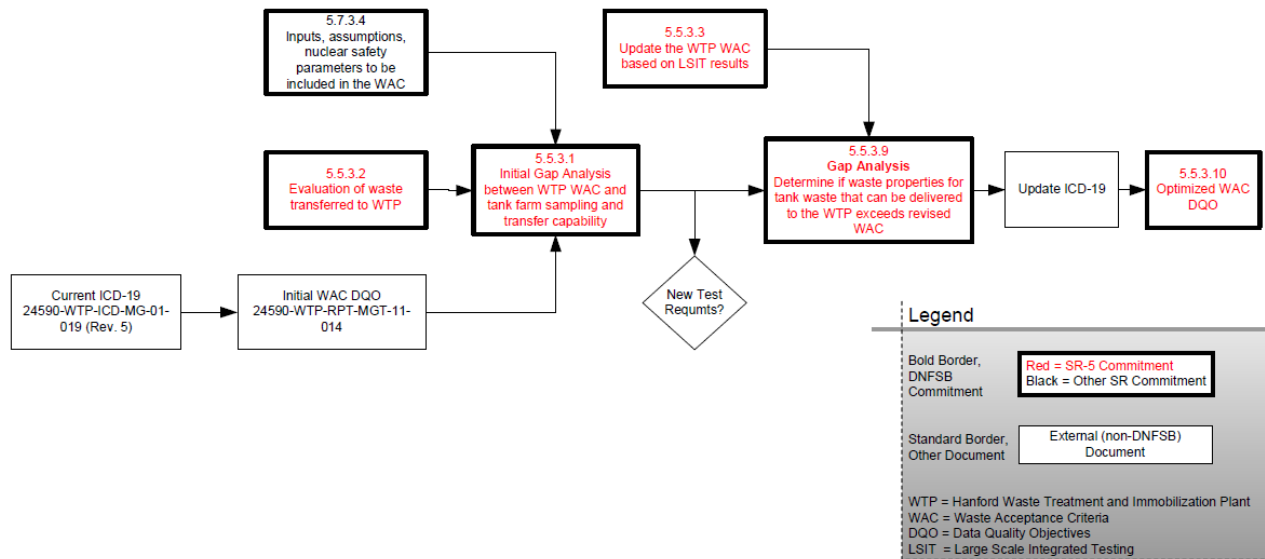 5.7.3.4
Inputs, assumptions,
nuclear safety
parameters to be
included in the WAC
5.5.3.3
Update the WTP WAC
based on LSIT results
5.5.3.2
Evaluation of waste
transferred to WTP
5.5.3.1
Initial Gap Analysis
between WTP WAC and
tank farm sampling and
transfer capability
5.5.3.9
Gap Analysis
Determine if waste properties for
tank waste that can be delivered
to the WTP exceeds revised
WAC
Update ICD-19
5.5.3.10
Optimized WAC
DQO
Current ICD-19
24590-WTP-ICD-MG-01-
019 (Rev. 5)
Initial WAC DQO
24590-WTP-RPT-MGT-11-
014
New Test
Requmts?
Legend
Bold Border,
DNFSB
Commitment
Red = SR-5 Commitment
Black = Other SR Commitment
Standard Border,
Other Document
External (non-DNFSB)
Document
WTP = Hanford Waste Treatment and Immobilization Plant
WAC = Waste Acceptance Criteria
DQO = Data Quality Objectives
LSIT = Large Scale Integrated Testing